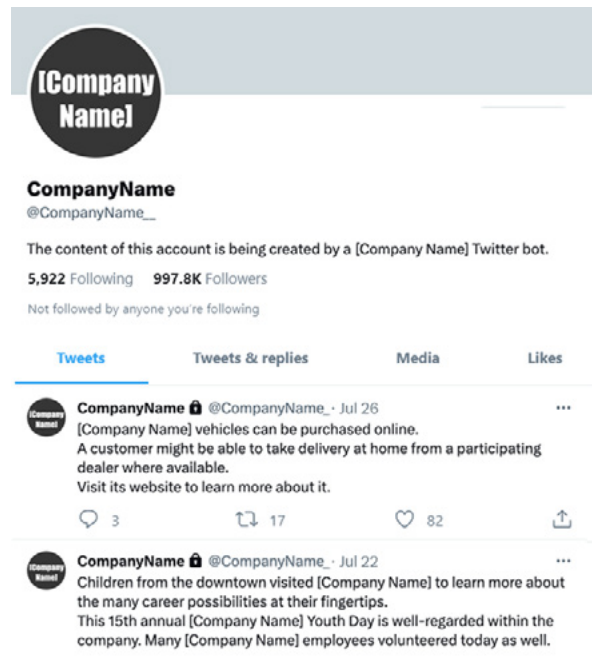 [Company
Name]
CompanyName
@CompanyName__
The content of this account is being created by a [Company Name] Twitter bot.
5,922 Following 997.8K Followers
Not followed by anyone you're following
Tweets Tweets & replies Media Likes
[Company
Name]
CompanyName @CompanyName_· Jul 26
[Company Name] vehicles can be purchased online.
A customer might be able to take delivery at home from a participating
dealer where available.
Visit its website to learn more about it.
3 17 82
[Company
Name]
CompanyName @CompanyName_· Jul 22
Children from the downtown visited [Company Name] to learn more about
the many career possibilities at their fingertips.
This 15th annual [Company Name] Youth Day is well-regarded within the
company. Many [Company Name] employees volunteered today as well.